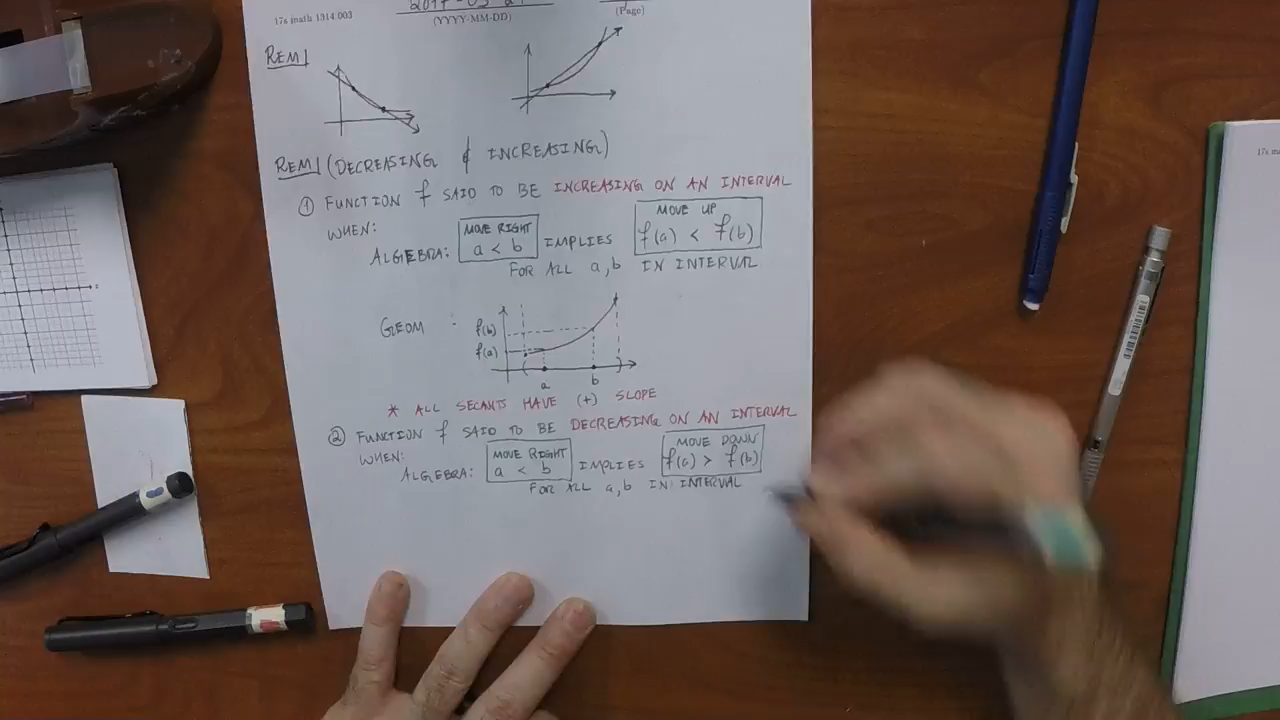 17s math 1314 003
(YYYY-MM-DD)
(Page)
REM
REM (DECREASING & INCREASING)
① FUNCTION f SAID TO BE INCREASING ON AN INTERVAL
WHEN:
MOVE RIGHT
MOVE UP
ALGEBRA: a < b IMPLIES f(a) < f(b)
FOR ALL a,b IN INTERVAL
GEOM :
f(b)
f(a)
a b
* ALL SECANTS HAVE (+) SLOPE
② FUNCTION f SAID TO BE DECREASING ON AN INTERVAL
WHEN:
MOVE RIGHT
MOVE DOWN
ALGEBRA: a < b IMPLIES f(a) > f(b)
FOR ALL a,b IN INTERVAL